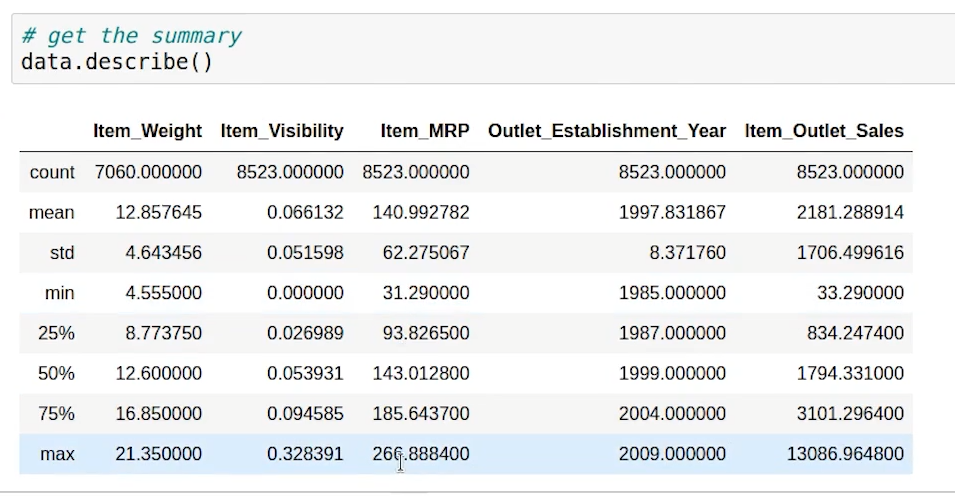 # get the summary
data.describe()
Item_Weight Item_Visibility Item_MRP Outlet_Establishment_Year Item_Outlet_Sales
count 7060.000000 8523.000000 8523.000000 8523.000000 8523.000000
mean 12.857645 0.066132 140.992782 1997.831867 2181.288914
std 4.643456 0.051598 62.275067 8.371760 1706.499616
min 4.555000 0.000000 31.290000 1985.000000 33.290000
25% 8.773750 0.026989 93.826500 1987.000000 834.247400
50% 12.600000 0.053931 143.012800 1999.000000 1794.331000
75% 16.850000 0.094585 185.643700 2004.000000 3101.296400
max 21.350000 0.328391 266.888400 2009.000000 13086.964800